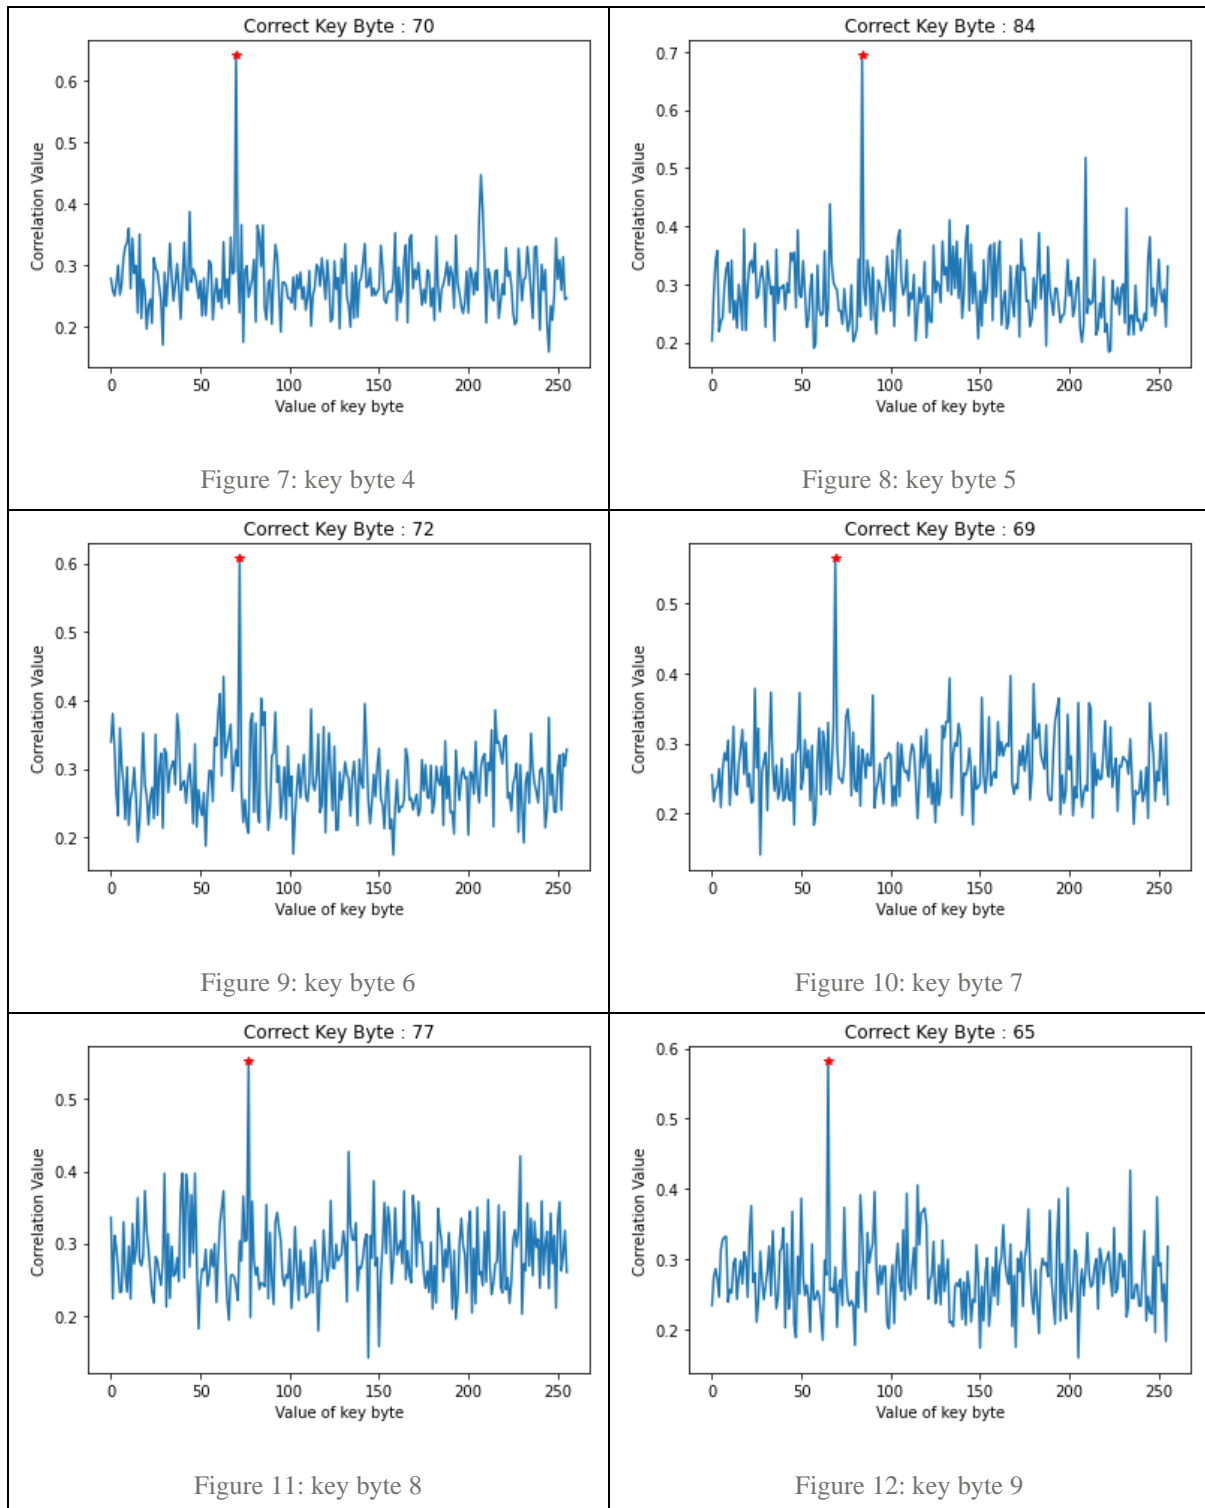 Correct Key Byte : 70
Correlation Value
0.6
0.5
0.4
0.3
0.2
0 50 100 150 200 250
Value of key byte
Figure 7: key byte 4
Correct Key Byte : 84
Correlation Value
0.7
0.6
0.5
0.4
0.3
0.2
0 50 100 150 200 250
Value of key byte
Figure 8: key byte 5
Correct Key Byte : 72
Correlation Value
0.6
0.5
0.4
0.3
0.2
0 50 100 150 200 250
Value of key byte
Figure 9: key byte 6
Correct Key Byte : 69
Correlation Value
0.5
0.4
0.3
0.2
0 50 100 150 200 250
Value of key byte
Figure 10: key byte 7
Correct Key Byte : 77
Correlation Value
0.5
0.4
0.3
0.2
0 50 100 150 200 250
Value of key byte
Figure 11: key byte 8
Correct Key Byte : 65
Correlation Value
0.6
0.5
0.4
0.3
0.2
0 50 100 150 200 250
Value of key byte
Figure 12: key byte 9